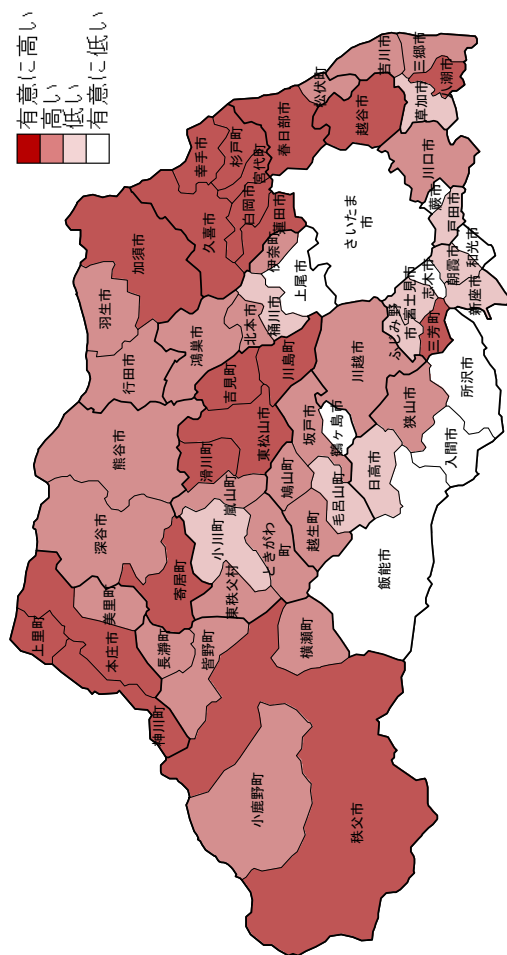 有意に高い
高い
低い
有意に低い
上里町
本庄市
神川町
美里町
深谷市
熊谷市
行田市
羽生市
加須市
寄居町
長瀞町
皆野町
小鹿野町
秩父市
横瀬町
東秩父村
小川町
ときがわ
町
嵐山町
滑川町
東松山市
吉見町
川島町
鴻巣市
北本市
桶川市
伊奈町
上尾市
久喜市
幸手市
杉戸町
宮代町
白岡市
蓮田市
春日部市
松伏町
越谷市
吉川市
三郷市
八潮市
草加市
川口市
さいたま
市
蕨市
戸田市
和光市
朝霞市
新座市
志木市
富士見市
ふじみ野
市
三芳町
川越市
坂戸市
鶴ヶ島市
鳩山町
越生町
毛呂山町
日高市
狭山市
所沢市
入間市
飯能市